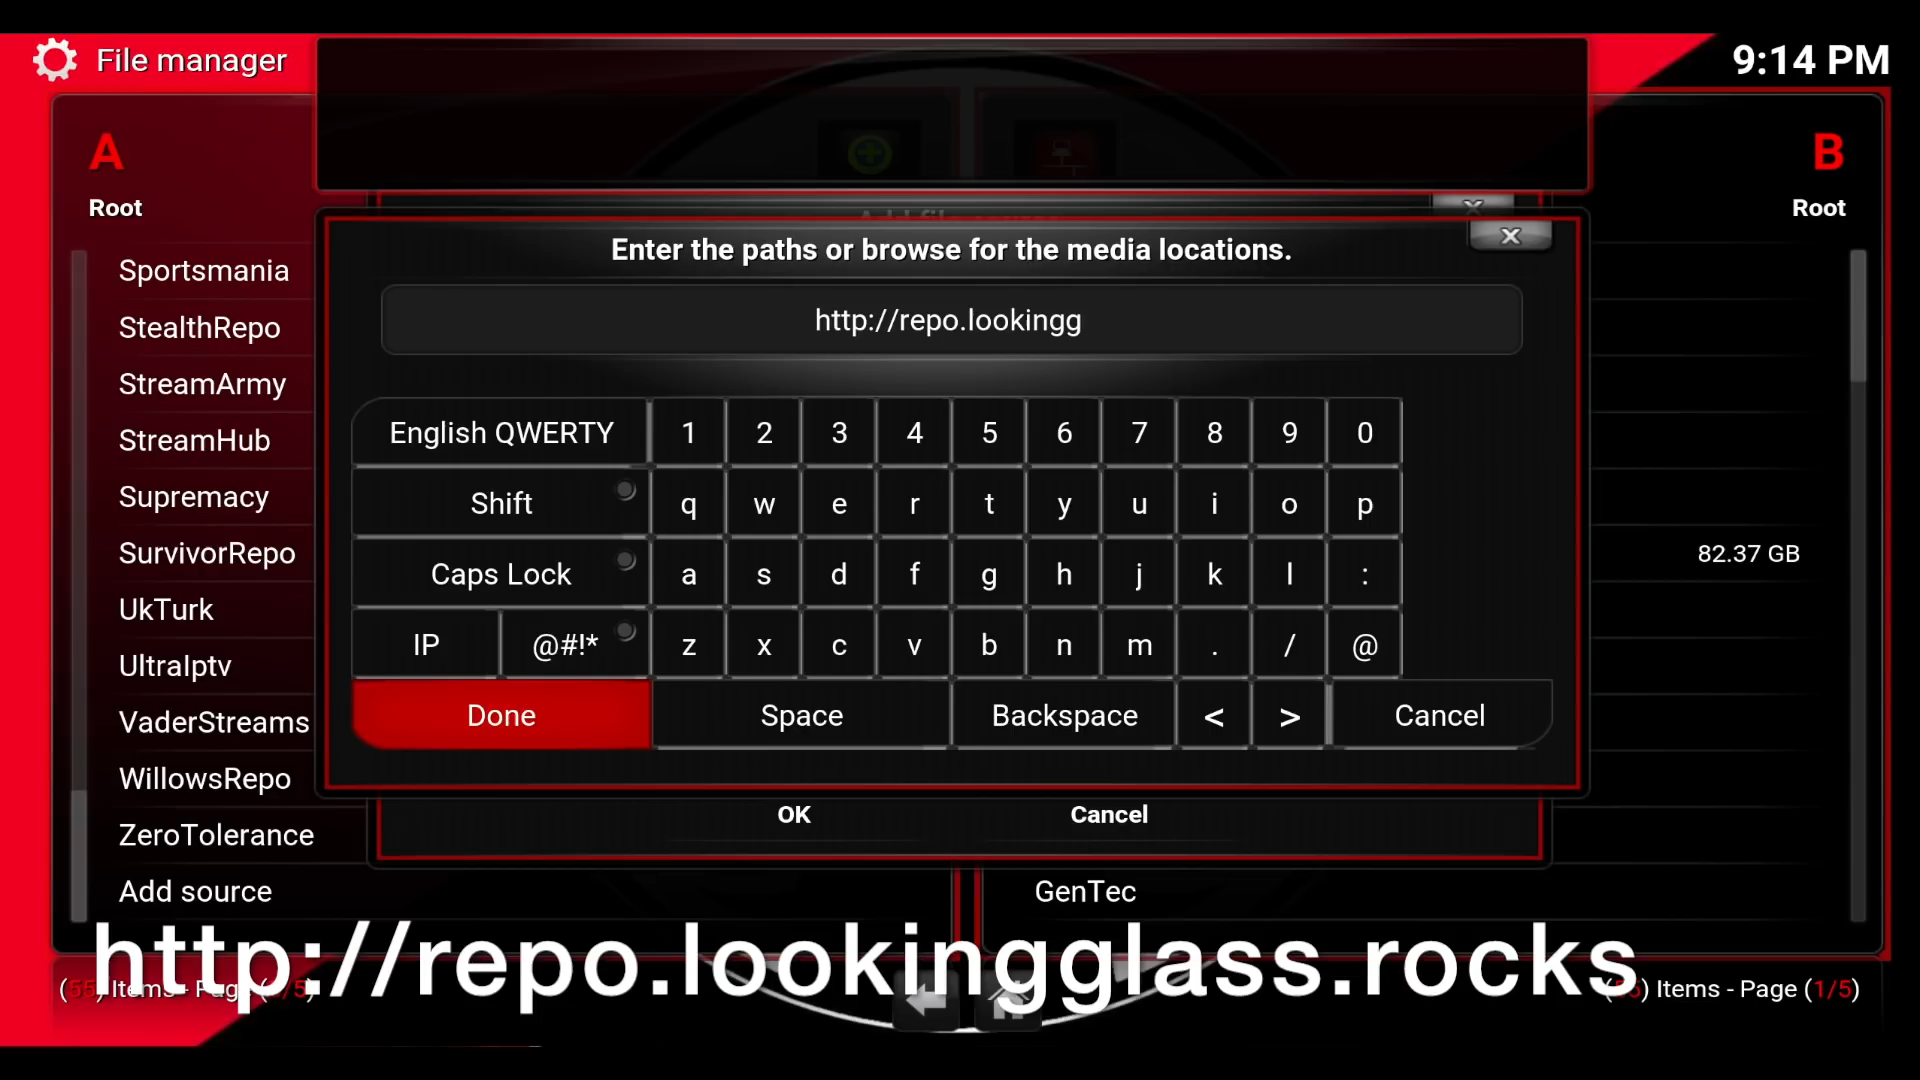 File manager
9:14 PM
A
B
Root
Root
Enter the paths or browse for the media locations.
http://repo.lookingg
Sportsmania
StealthRepo
StreamArmy
StreamHub
Supremacy
SurvivorRepo
UkTurk
UltraIptv
VaderStreams
WillowsRepo
ZeroTolerance
Add source
English QWERTY 1 2 3 4 5 6 7 8 9 0
Shift q w e r t y u i o p
Caps Lock a s d f g h j k l :
IP @#!* z x c v b n m . / @
Done Space Backspace < > Cancel
82.37 GB
OK Cancel
GenTec
http://repo.lookingglass.rocks
Items - Page
Items - Page (1/5)